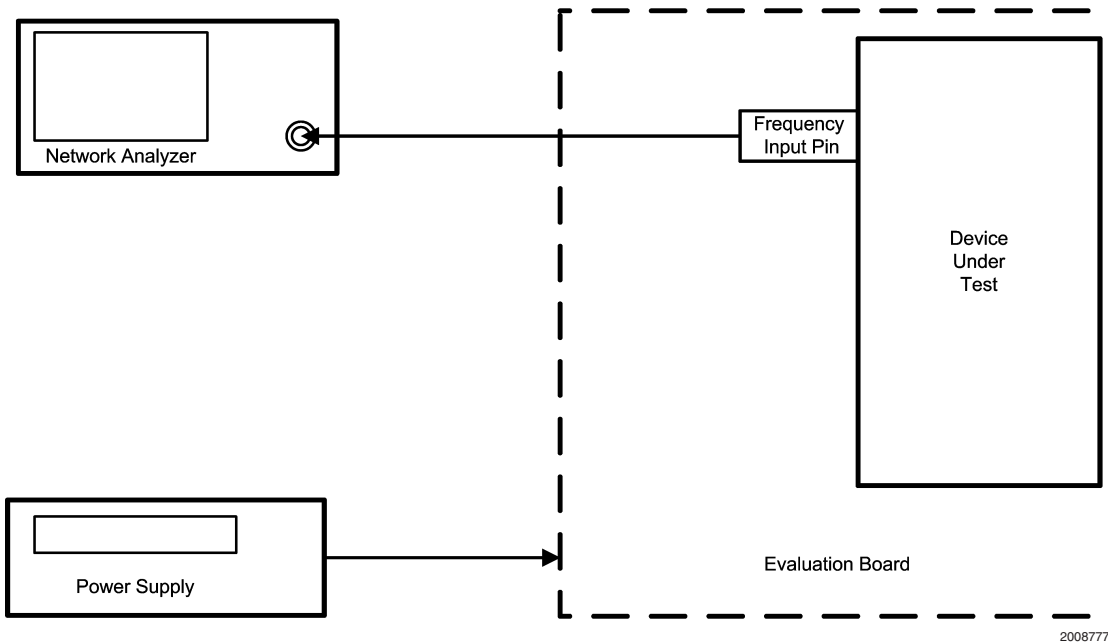 Network Analyzer
Frequency
Input Pin
Device
Under
Test
Power Supply
Evaluation Board
2008777